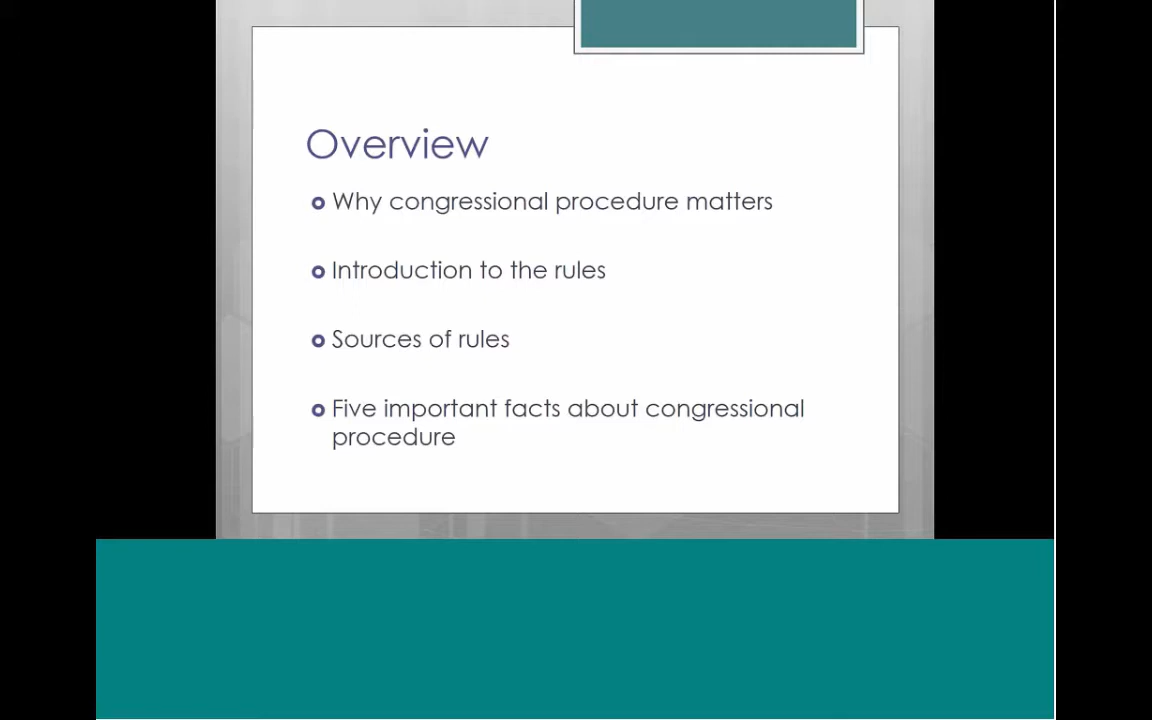 Overview
Why congressional procedure matters
Introduction to the rules
Sources of rules
Five important facts about congressional
procedure